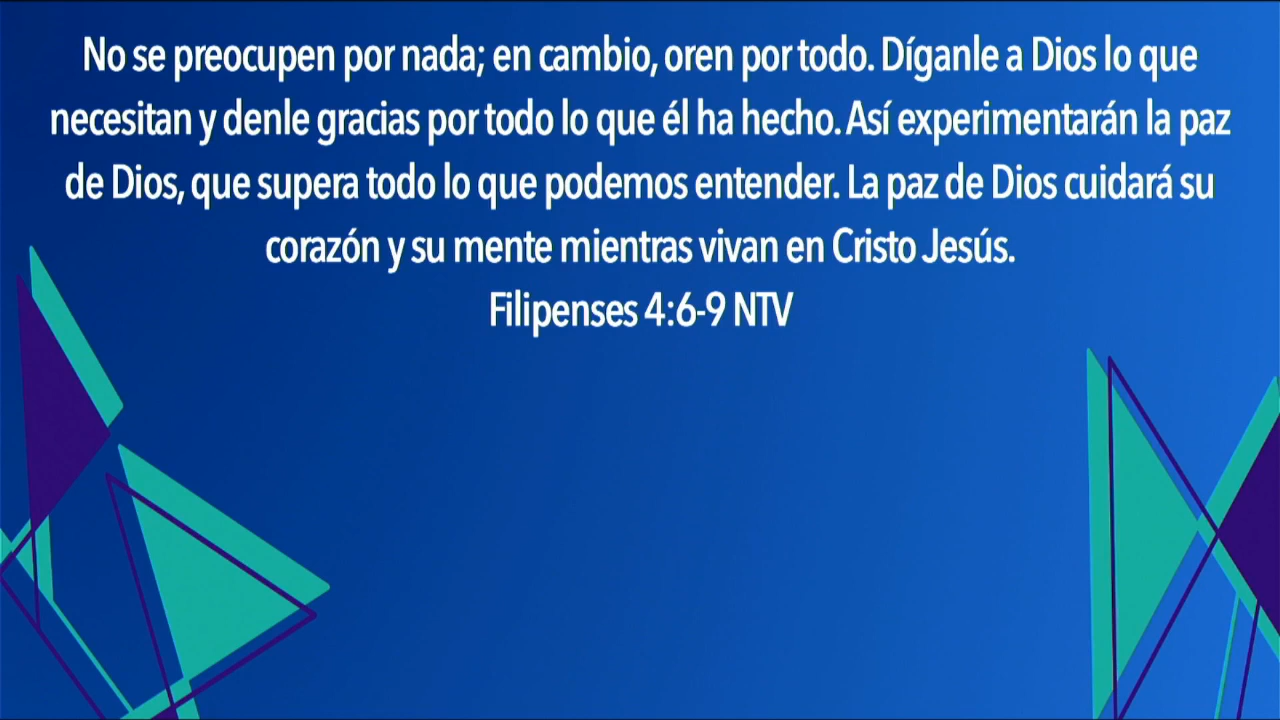 No se preocupen por nada; en cambio, oren por todo. Díganle a Dios lo que
necesitan y denle gracias por todo lo que él ha hecho. Así experimentarán la paz
de Dios, que supera todo lo que podemos entender. La paz de Dios cuidará su
corazón y su mente mientras vivan en Cristo Jesús.
Filipenses 4:6-9 NTV